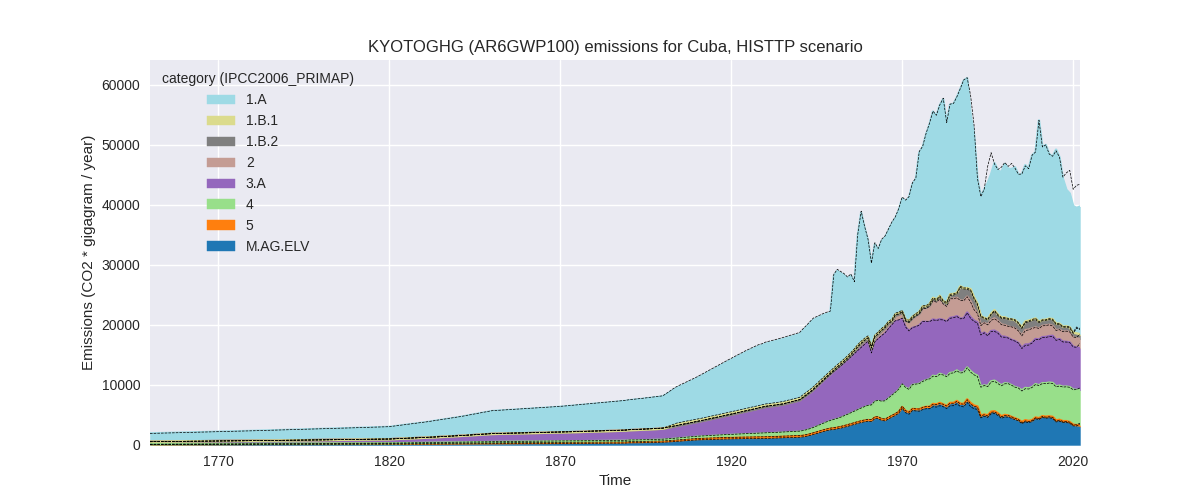 KYOTOGHG (AR6GWP100) emissions for Cuba, HISTTP scenario
category (IPCC2006_PRIMAP)
1.A
1.B.1
1.B.2
2
3.A
4
5
M.AG.ELV
Emissions (CO2 * gigagram / year)
60000
50000
40000
30000
20000
10000
0
1770
1820
1870
1920
1970
2020
Time